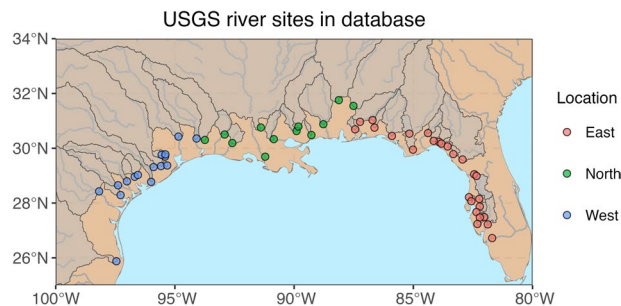 USGS river sites in database
34°N
32°N
30°N
28°N
26°N
100°W
95°W
90°W
85°W
80°W
Location
East
North
West